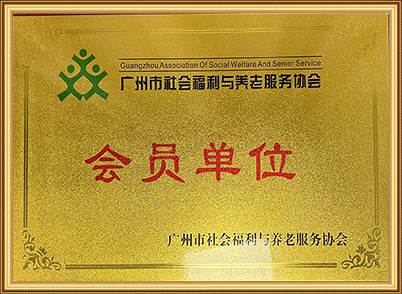 Guangzhou Association Of Social Welfare And Senior Service
广州市社会福利与养老服务协会
会员单位
广州市社会福利与养老服务协会